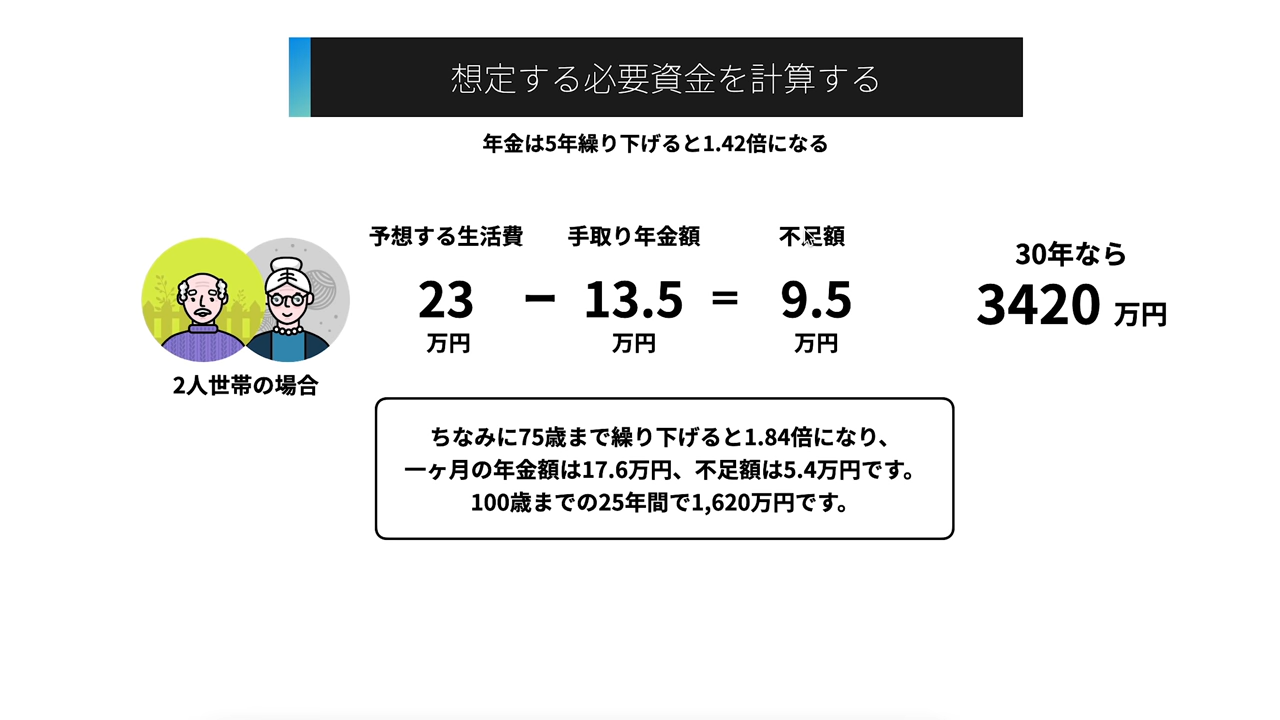 想定する必要資金を計算する
年金は5年繰り下げると1.42倍になる
予想する生活費 手取り年金額 不足額
23 − 13.5 = 9.5
万円 万円 万円
30年なら
3420 万円
2人世帯の場合
ちなみに75歳まで繰り下げると1.84倍になり、
一ヶ月の年金額は17.6万円、不足額は5.4万円です。
100歳までの25年間で1,620万円です。